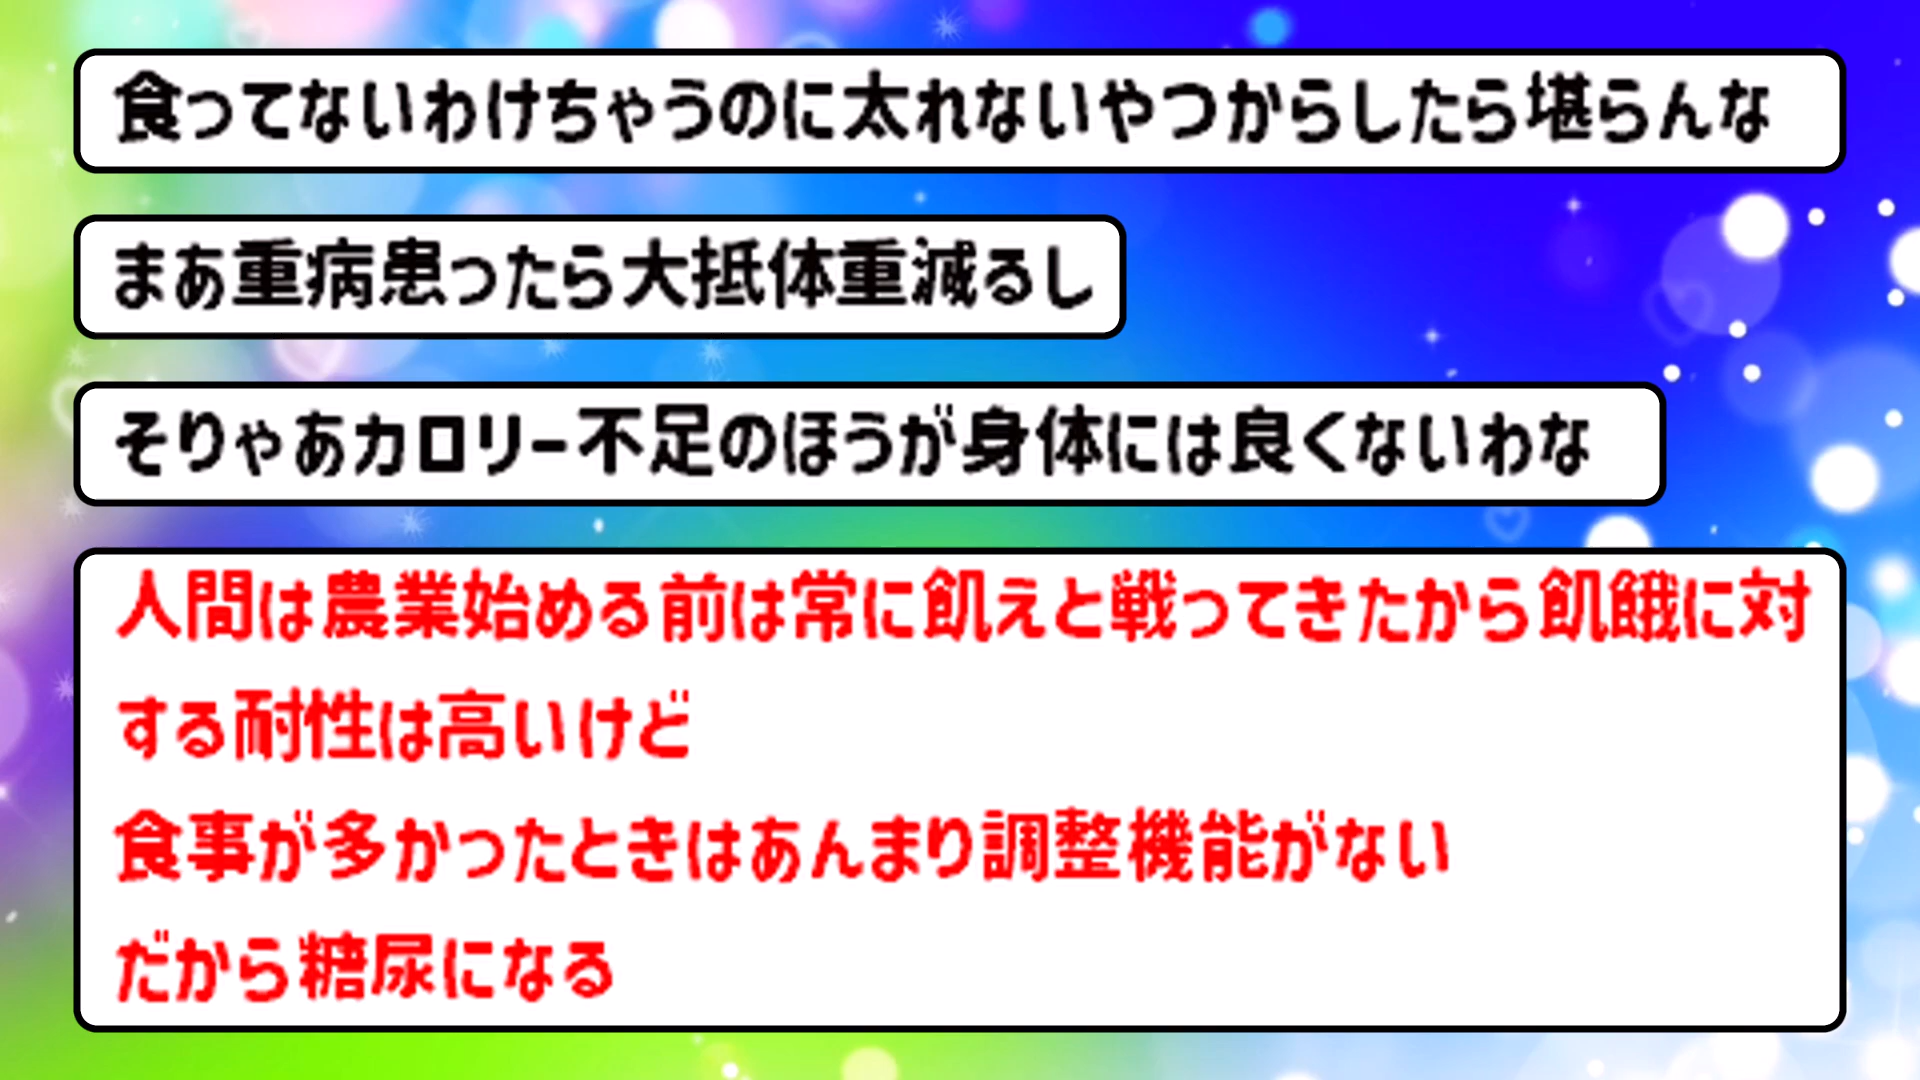 食ってないわけちゃうのに太れないやつからしたら堪らんな
まあ重病患ったら大抵体重減るし
そりゃあカロリー不足のほうが身体には良くないわな
人間は農業始める前は常に飢えと戦ってきたから飢餓に対
する耐性は高いけど
食事が多かったときはあんまり調整機能がない
だから糖尿になる